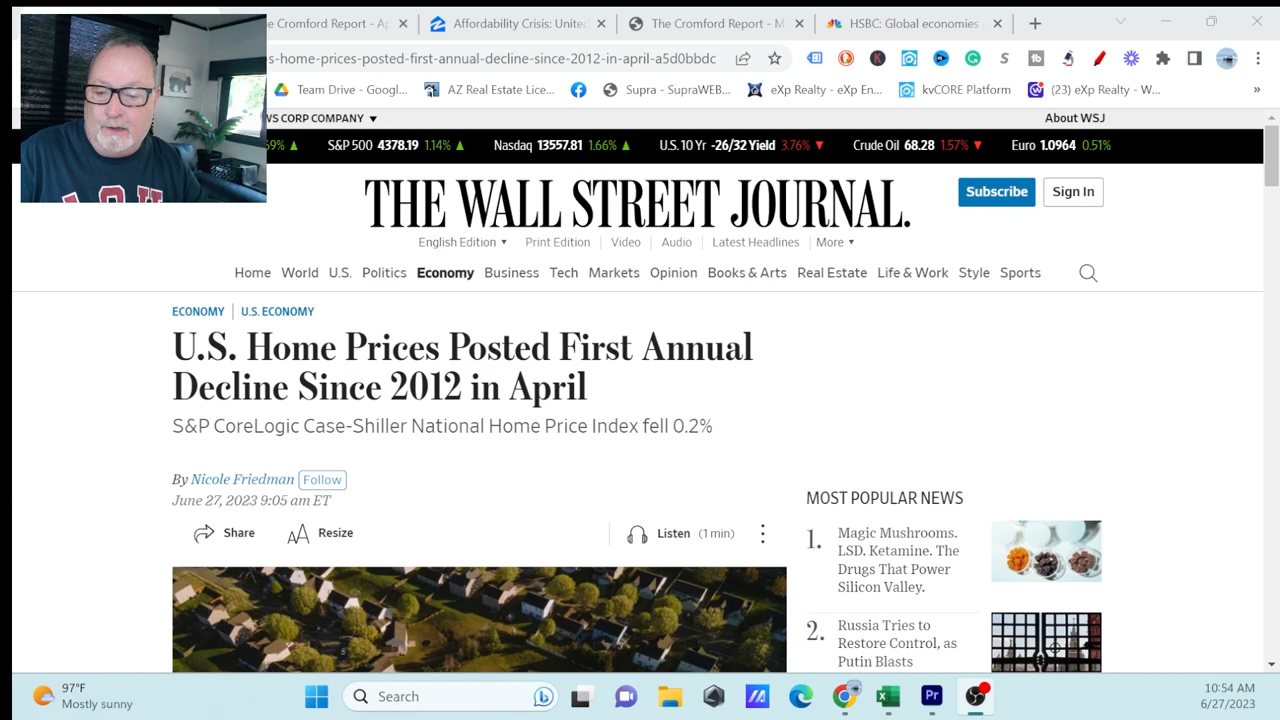 he Cromford Report - A
Affordability Crisis: United
The Cromford Report - M
HSBC: Global economies
s-home-prices-posted-first-annual-decline-since-2012-in-april-a5d0bbdc
Team Drive - Googl...
AZ Real Estate Lice...
Supra - SupraWEB
eXp Realty - eXp En...
kvCORE Platform
(23) eXp Realty - W...
»
WS CORP COMPANY
About WSJ
69%
S&P 500 4378.19 1.14%
Nasdaq 13557.81 1.66%
U.S. 10 Yr -26/32 Yield 3.76%
Crude Oil 68.28 1.57%
Euro 1.0964 0.51%
THE WALL STREET JOURNAL.
Subscribe
Sign In
English Edition
Print Edition
Video
Audio
Latest Headlines
More
Home World U.S. Politics Economy Business Tech Markets Opinion Books & Arts Real Estate Life & Work Style Sports
ECONOMY | U.S. ECONOMY
U.S. Home Prices Posted First Annual
Decline Since 2012 in April
S&P CoreLogic Case-Shiller National Home Price Index fell 0.2%
By Nicole Friedman Follow
June 27, 2023 9:05 am ET
Share
AA Resize
Listen (1 min)
MOST POPULAR NEWS
1.
Magic Mushrooms.
LSD. Ketamine. The
Drugs That Power
Silicon Valley.
2.
Russia Tries to
Restore Control, as
Putin Blasts
97°F
Mostly sunny
Search
Pr
10:54 AM
6/27/2023